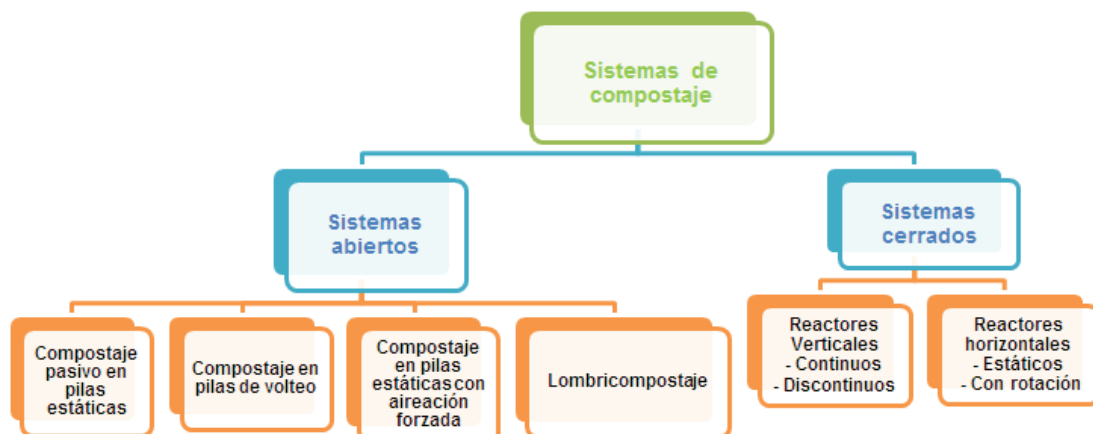 Sistemas de
compostaje
Sistemas
abiertos
Sistemas
cerrados
Compostaje
pasivo en
pilas
estáticas
Compostaje en
pilas de volteo
Compostaje
en pilas
estáticas con
aireación
forzada
Lombricompostaje
Reactores
Verticales
- Continuos
- Discontinuos
Reactores
horizontales
- Estáticos
- Con rotación